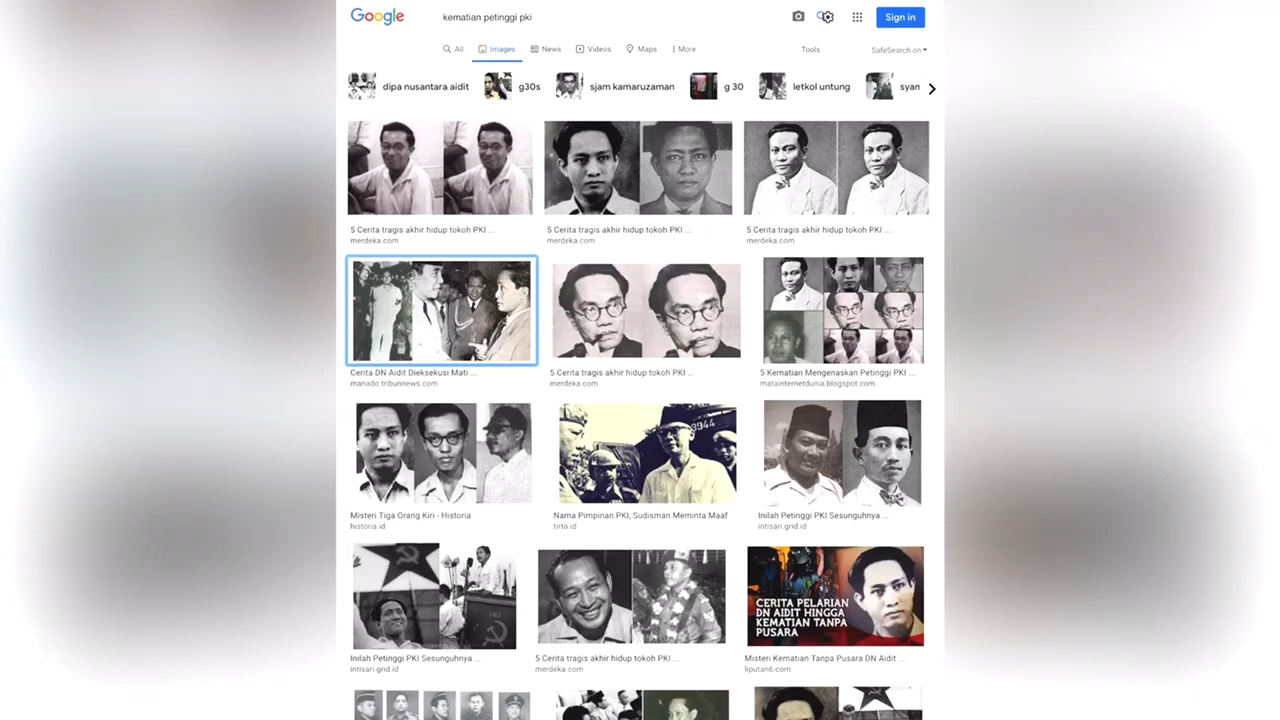 Google
kematian petinggi pki
Sign in
All Images News Videos Maps More
Tools
SafeSearch on
dipa nusantara aidit
g30s
sjam kamaruzaman
g 30
letkol untung
syam
5 Cerita tragis akhir hidup tokoh PKI ...
merdeka.com
5 Cerita tragis akhir hidup tokoh PKI ...
merdeka.com
5 Cerita tragis akhir hidup tokoh PKI ...
merdeka.com
Cerita DN Aidit Dieksekusi Mati ...
manado.tribunnews.com
5 Cerita tragis akhir hidup tokoh PKI ...
merdeka.com
5 Kematian Mengenaskan Petinggi PKI ...
matainternetdunia.blogspot.com
9944
Misteri Tiga Orang Kiri - Historia
historia.id
Nama Pimpinan PKI, Sudisman Meminta Maaf
tirto.id
Inilah Petinggi PKI Sesungguhnya ...
intisari.grid.id
PKI
CERITA PELARIAN
DN AIDIT HINGGA
KEMATIAN TANPA
PUSARA
Inilah Petinggi PKI Sesungguhnya ...
intisari.grid.id
5 Cerita tragis akhir hidup tokoh PKI ...
merdeka.com
Misteri Kematian Tanpa Pusara DN Aidit ...
liputan6.com